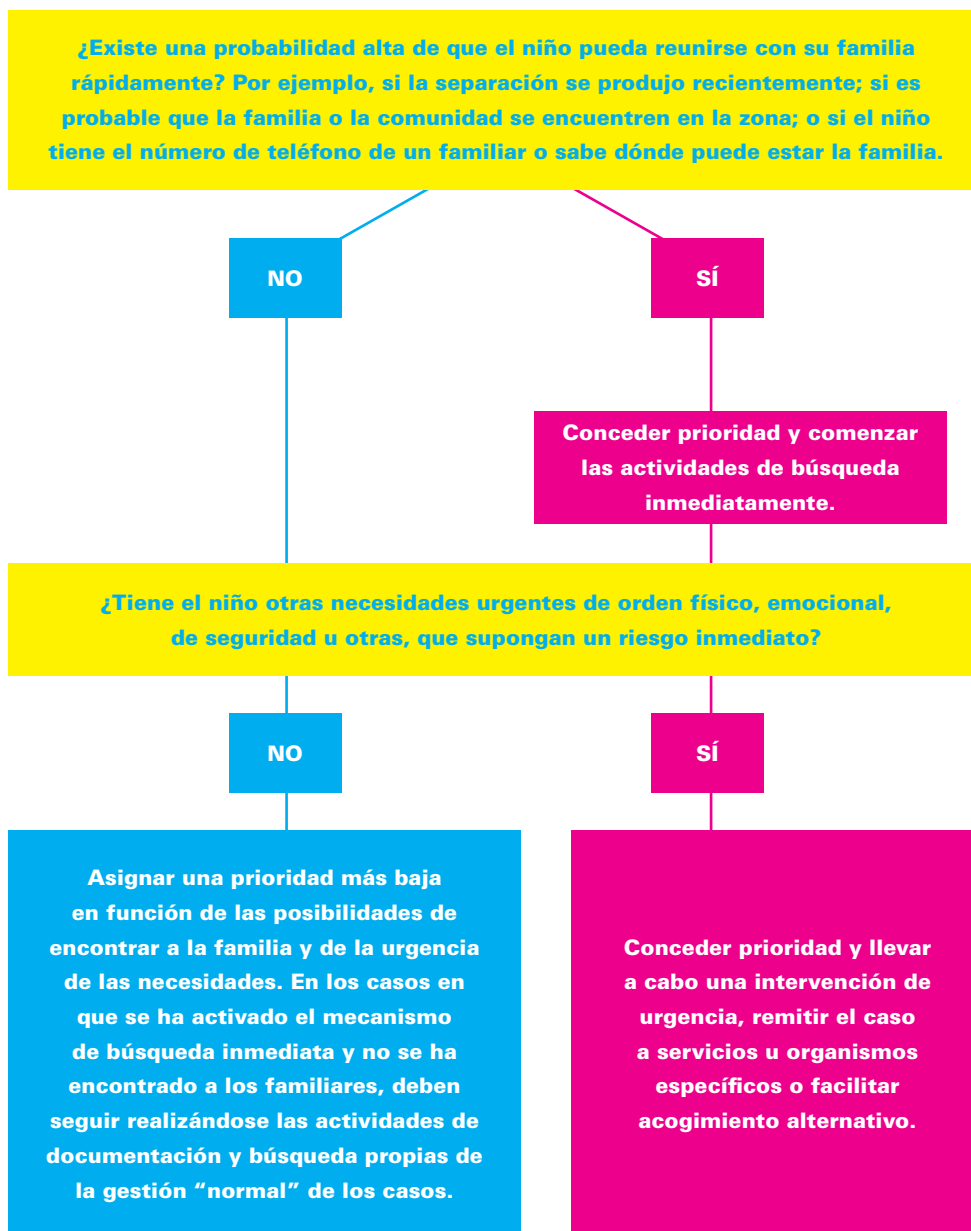 ¿Existe una probabilidad alta de que el niño pueda reunirse con su familia
rápidamente? Por ejemplo, si la separación se produjo recientemente; si es
probable que la familia o la comunidad se encuentren en la zona; o si el niño
tiene el número de teléfono de un familiar o sabe dónde puede estar la familia.
NO
SÍ
Conceder prioridad y comenzar
las actividades de búsqueda
inmediatamente.
¿Tiene el niño otras necesidades urgentes de orden físico, emocional,
de seguridad u otras, que supongan un riesgo inmediato?
NO
SÍ
Asignar una prioridad más baja
en función de las posibilidades de
encontrar a la familia y de la urgencia
de las necesidades. En los casos en
que se ha activado el mecanismo
de búsqueda inmediata y no se ha
encontrado a los familiares, deben
seguir realizándose las actividades de
documentación y búsqueda propias de
la gestión “normal” de los casos.
Conceder prioridad y llevar
a cabo una intervención de
urgencia, remitir el caso
a servicios u organismos
específicos o facilitar
acogimiento alternativo.